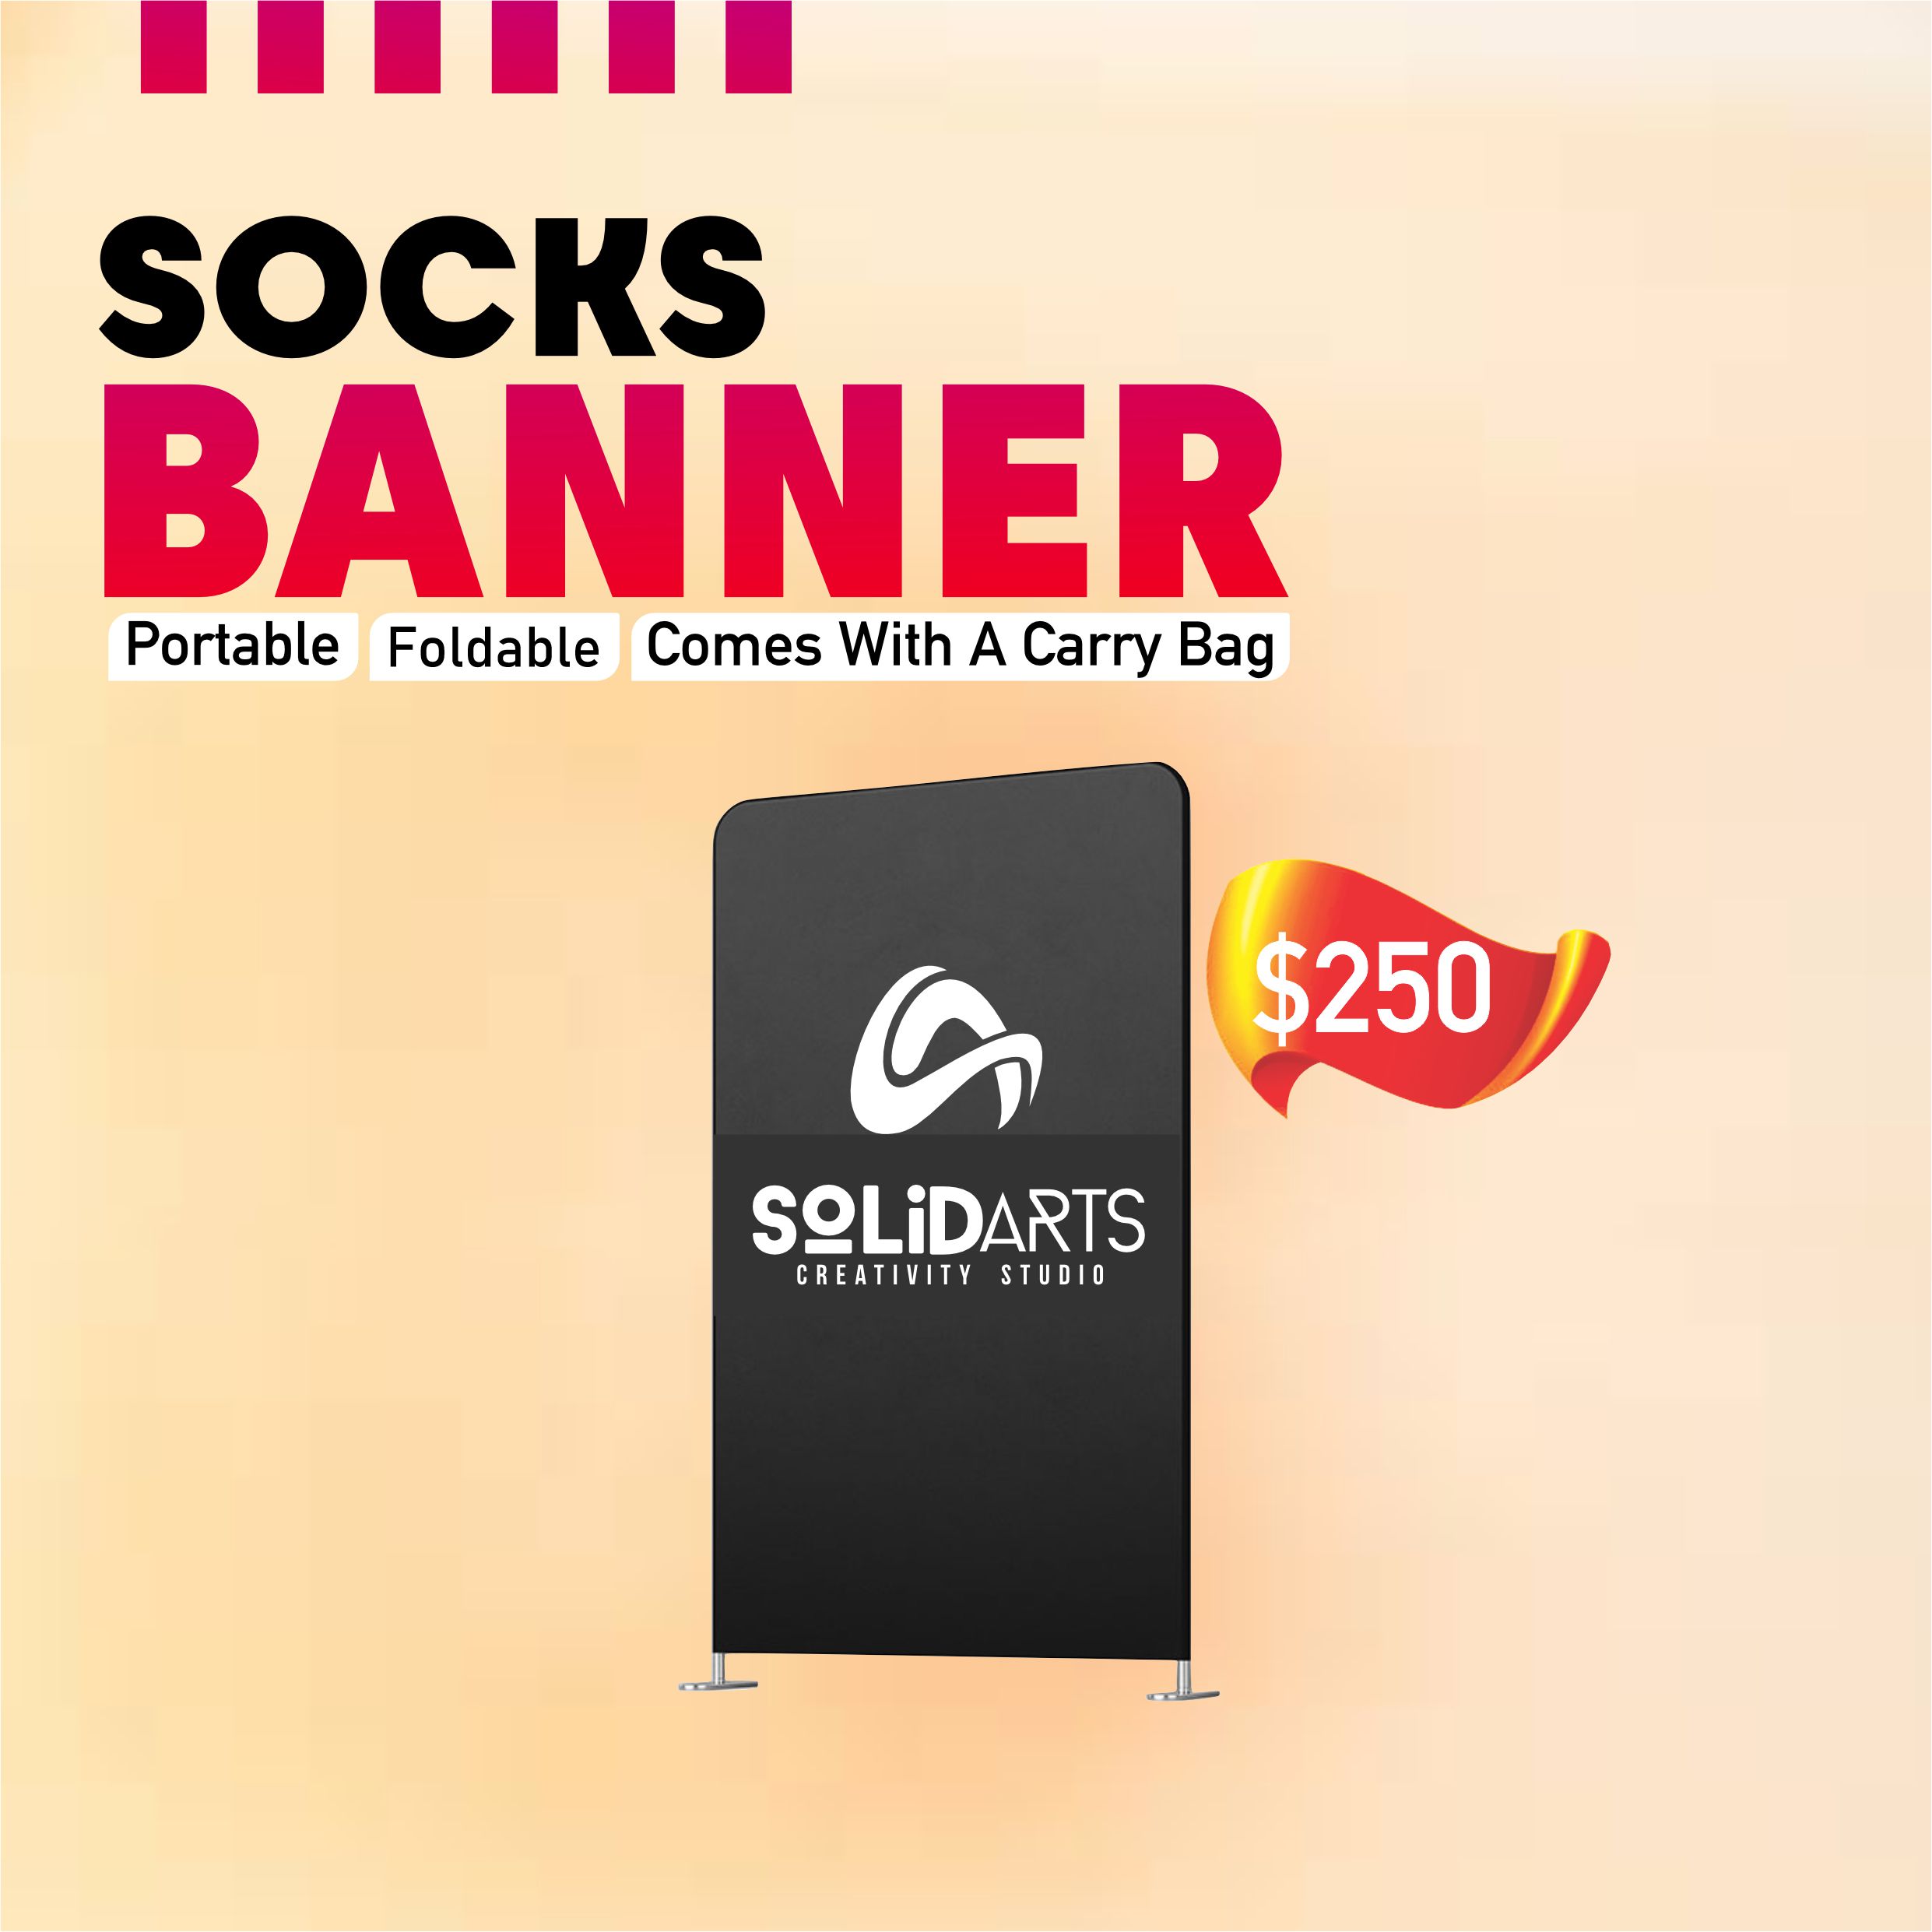 SOCKS
BANNER
Portable Foldable Comes With A Carry Bag
$250
SOLiDARTS
CREATIVITY STUDIO